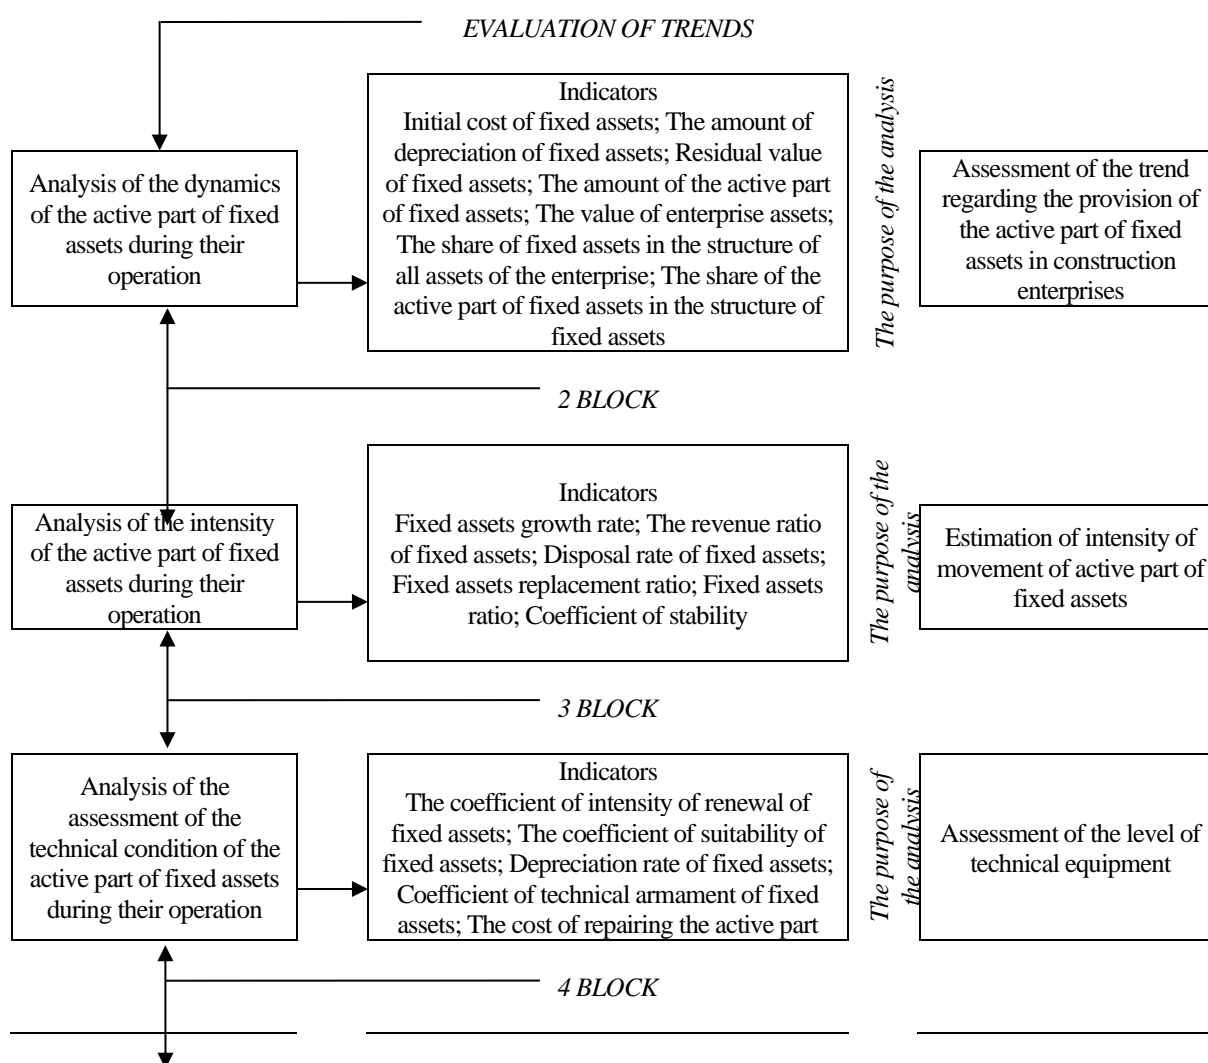 EVALUATION OF TRENDS
Analysis of the dynamics
of the active part of fixed
assets during their
operation
Indicators
Initial cost of fixed assets; The amount of
depreciation of fixed assets; Residual value
of fixed assets; The amount of the active part
of fixed assets; The value of enterprise assets;
The share of fixed assets in the structure of
all assets of the enterprise; The share of the
active part of fixed assets in the structure of
fixed assets
The purpose of the analysis
Assessment of the trend
regarding the provision of
the active part of fixed
assets in construction
enterprises
2 BLOCK
Analysis of the intensity
of the active part of fixed
assets during their
operation
Indicators
Fixed assets growth rate; The revenue ratio
of fixed assets; Disposal rate of fixed assets;
Fixed assets replacement ratio; Fixed assets
ratio; Coefficient of stability
The purpose of the
analysis
Estimation of intensity of
movement of active part of
fixed assets
3 BLOCK
Analysis of the
assessment of the
technical condition of the
active part of fixed assets
during their operation
Indicators
The coefficient of intensity of renewal of
fixed assets; The coefficient of suitability of
fixed assets; Depreciation rate of fixed assets;
Coefficient of technical armament of fixed
assets; The cost of repairing the active part
The purpose of
the analysis
Assessment of the level of
technical equipment
4 BLOCK